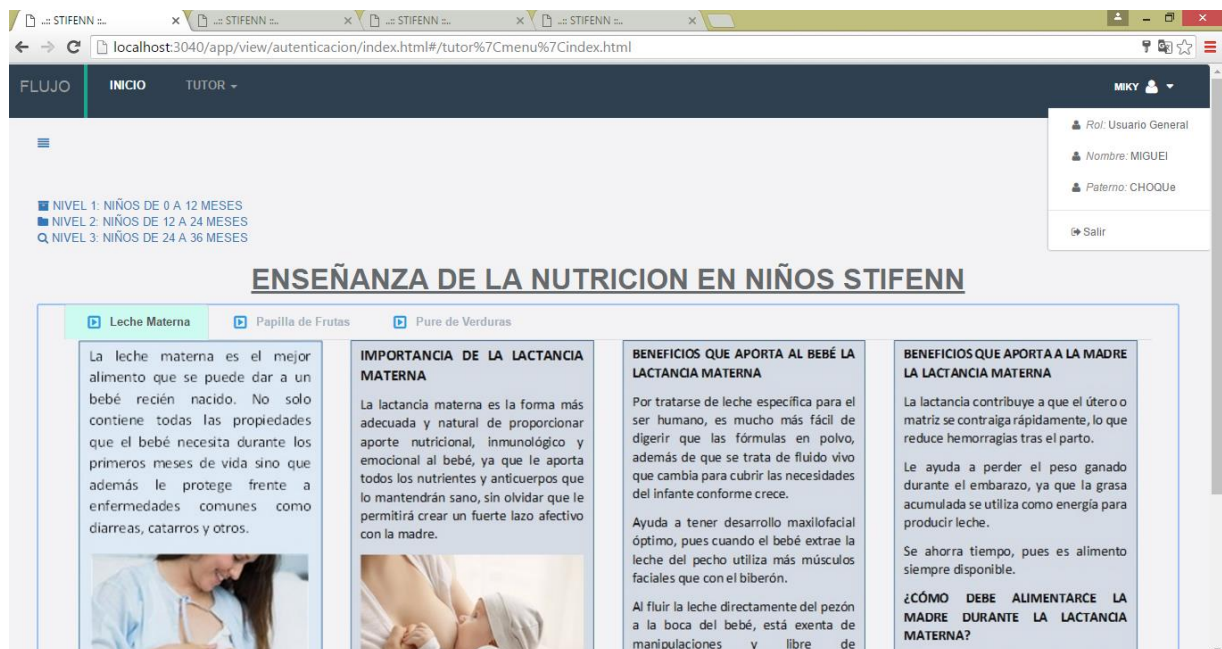 ..:: STIFENN ::..
..:: STIFENN ::..
..:: STIFENN ::..
..:: STIFENN ::..
localhost:3040/app/view/autenticacion/index.html#/tutor%7Cmenu%7Cindex.html
FLUJO
INICIO
TUTOR
MIKY
Rol: Usuario General
Nombre: MIGUEl
Paterno: CHOQUe
Salir
NIVEL 1: NIÑOS DE 0 A 12 MESES
NIVEL 2: NIÑOS DE 12 A 24 MESES
NIVEL 3: NIÑOS DE 24 A 36 MESES
ENSEÑANZA DE LA NUTRICION EN NIÑOS STIFENN
Leche Materna
Papilla de Frutas
Pure de Verduras
La leche materna es el mejor
alimento que se puede dar a un
bebé recién nacido. No solo
contiene todas las propiedades
que el bebé necesita durante los
primeros meses de vida sino que
además le protege frente a
enfermedades comunes como
diarreas, catarros y otros.
IMPORTANCIA DE LA LACTANCIA
MATERNA
La lactancia materna es la forma más
adecuada y natural de proporcionar
aporte nutricional, inmunológico y
emocional al bebé, ya que le aporta
todos los nutrientes y anticuerpos que
lo mantendrán sano, sin olvidar que le
permitirá crear un fuerte lazo afectivo
con la madre.
BENEFICIOS QUE APORTA AL BEBÉ LA
LACTANCIA MATERNA
Por tratarse de leche específica para el
ser humano, es mucho más fácil de
digerir que las fórmulas en polvo,
además de que se trata de fluido vivo
que cambia para cubrir las necesidades
del infante conforme crece.
Ayuda a tener desarrollo maxilofacial
óptimo, pues cuando el bebé extrae la
leche del pecho utiliza más músculos
faciales que con el biberón.
Al fluir la leche directamente del pezón
a la boca del bebé, está exenta de
manipulaciones y libre de
BENEFICIOS QUE APORTA A LA MADRE
LA LACTANCIA MATERNA
La lactancia contribuye a que el útero o
matriz se contraiga rápidamente, lo que
reduce hemorragias tras el parto.
Le ayuda a perder el peso ganado
durante el embarazo, ya que la grasa
acumulada se utiliza como energía para
producir leche.
Se ahorra tiempo, pues es alimento
siempre disponible.
¿CÓMO DEBE ALIMENTARCE LA
MADRE DURANTE LA LACTANCIA
MATERNA?